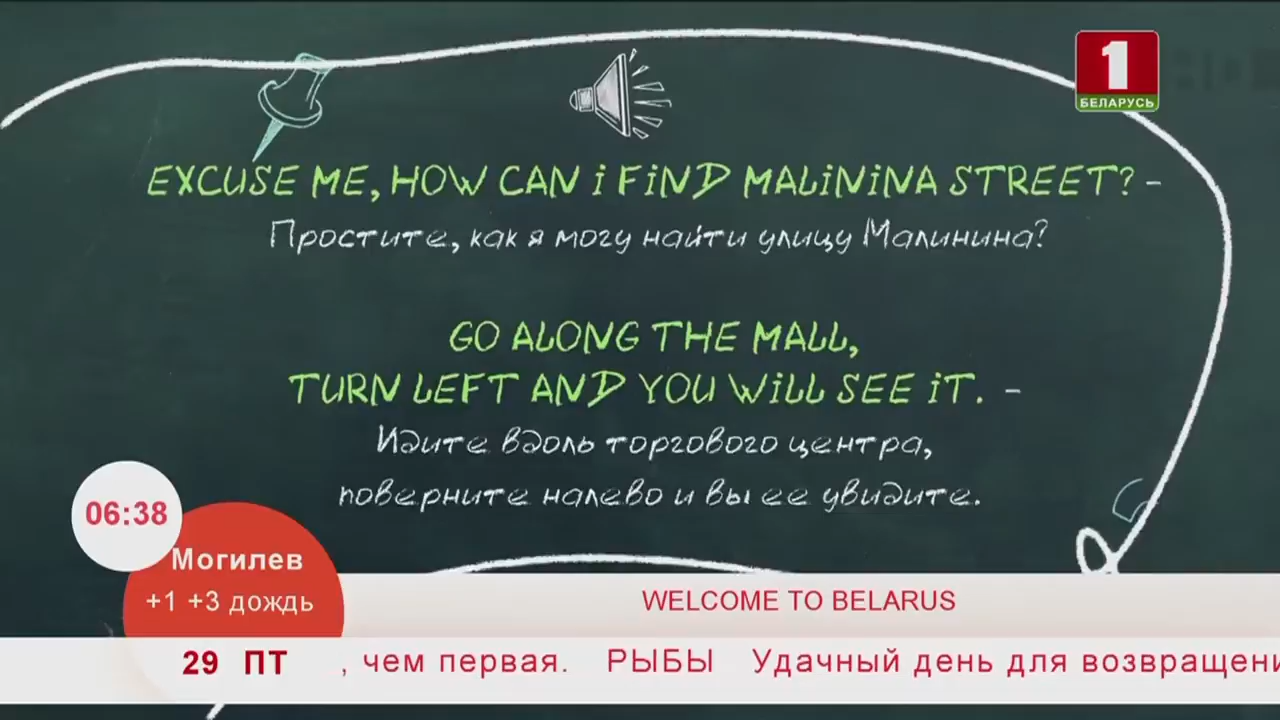 1
БЕЛАРУСЬ
EXCUSE ME, HOW CAN i FiND MALiNiNA STREET? –
Простите, как я могу найти улицу Малинина?
GO ALONG THE MALL,
TURN LEFT AND YOU WiLL SEE iT. –
Идите вдоль торгового центра,
поверните налево и вы ее увидите.
06:38
Могилев
+1 +3 дождь
WELCOME TO BELARUS
29 ПТ
, чем первая. РЫБЫ Удачный день для возвращени